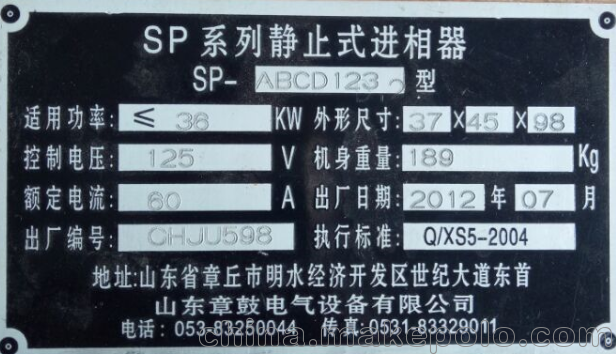 SP系列静止式进相器
SP- ABCD123 型
适用功率: ≤ 36 KW 外形尺寸: 37 X 45 X 98
控制电压: 125 V 机身重量: 189 Kg
额定电流: 60 A 出厂日期: 2012 年 07 月
出厂编号: CHJU598 执行标准: Q/XS5-2004
地址:山东省章丘市明水经济开发区世纪大道东首
山东章鼓电气设备有限公司
电话: 053-83250044 传真:0531-83329011
www.makepolo.com